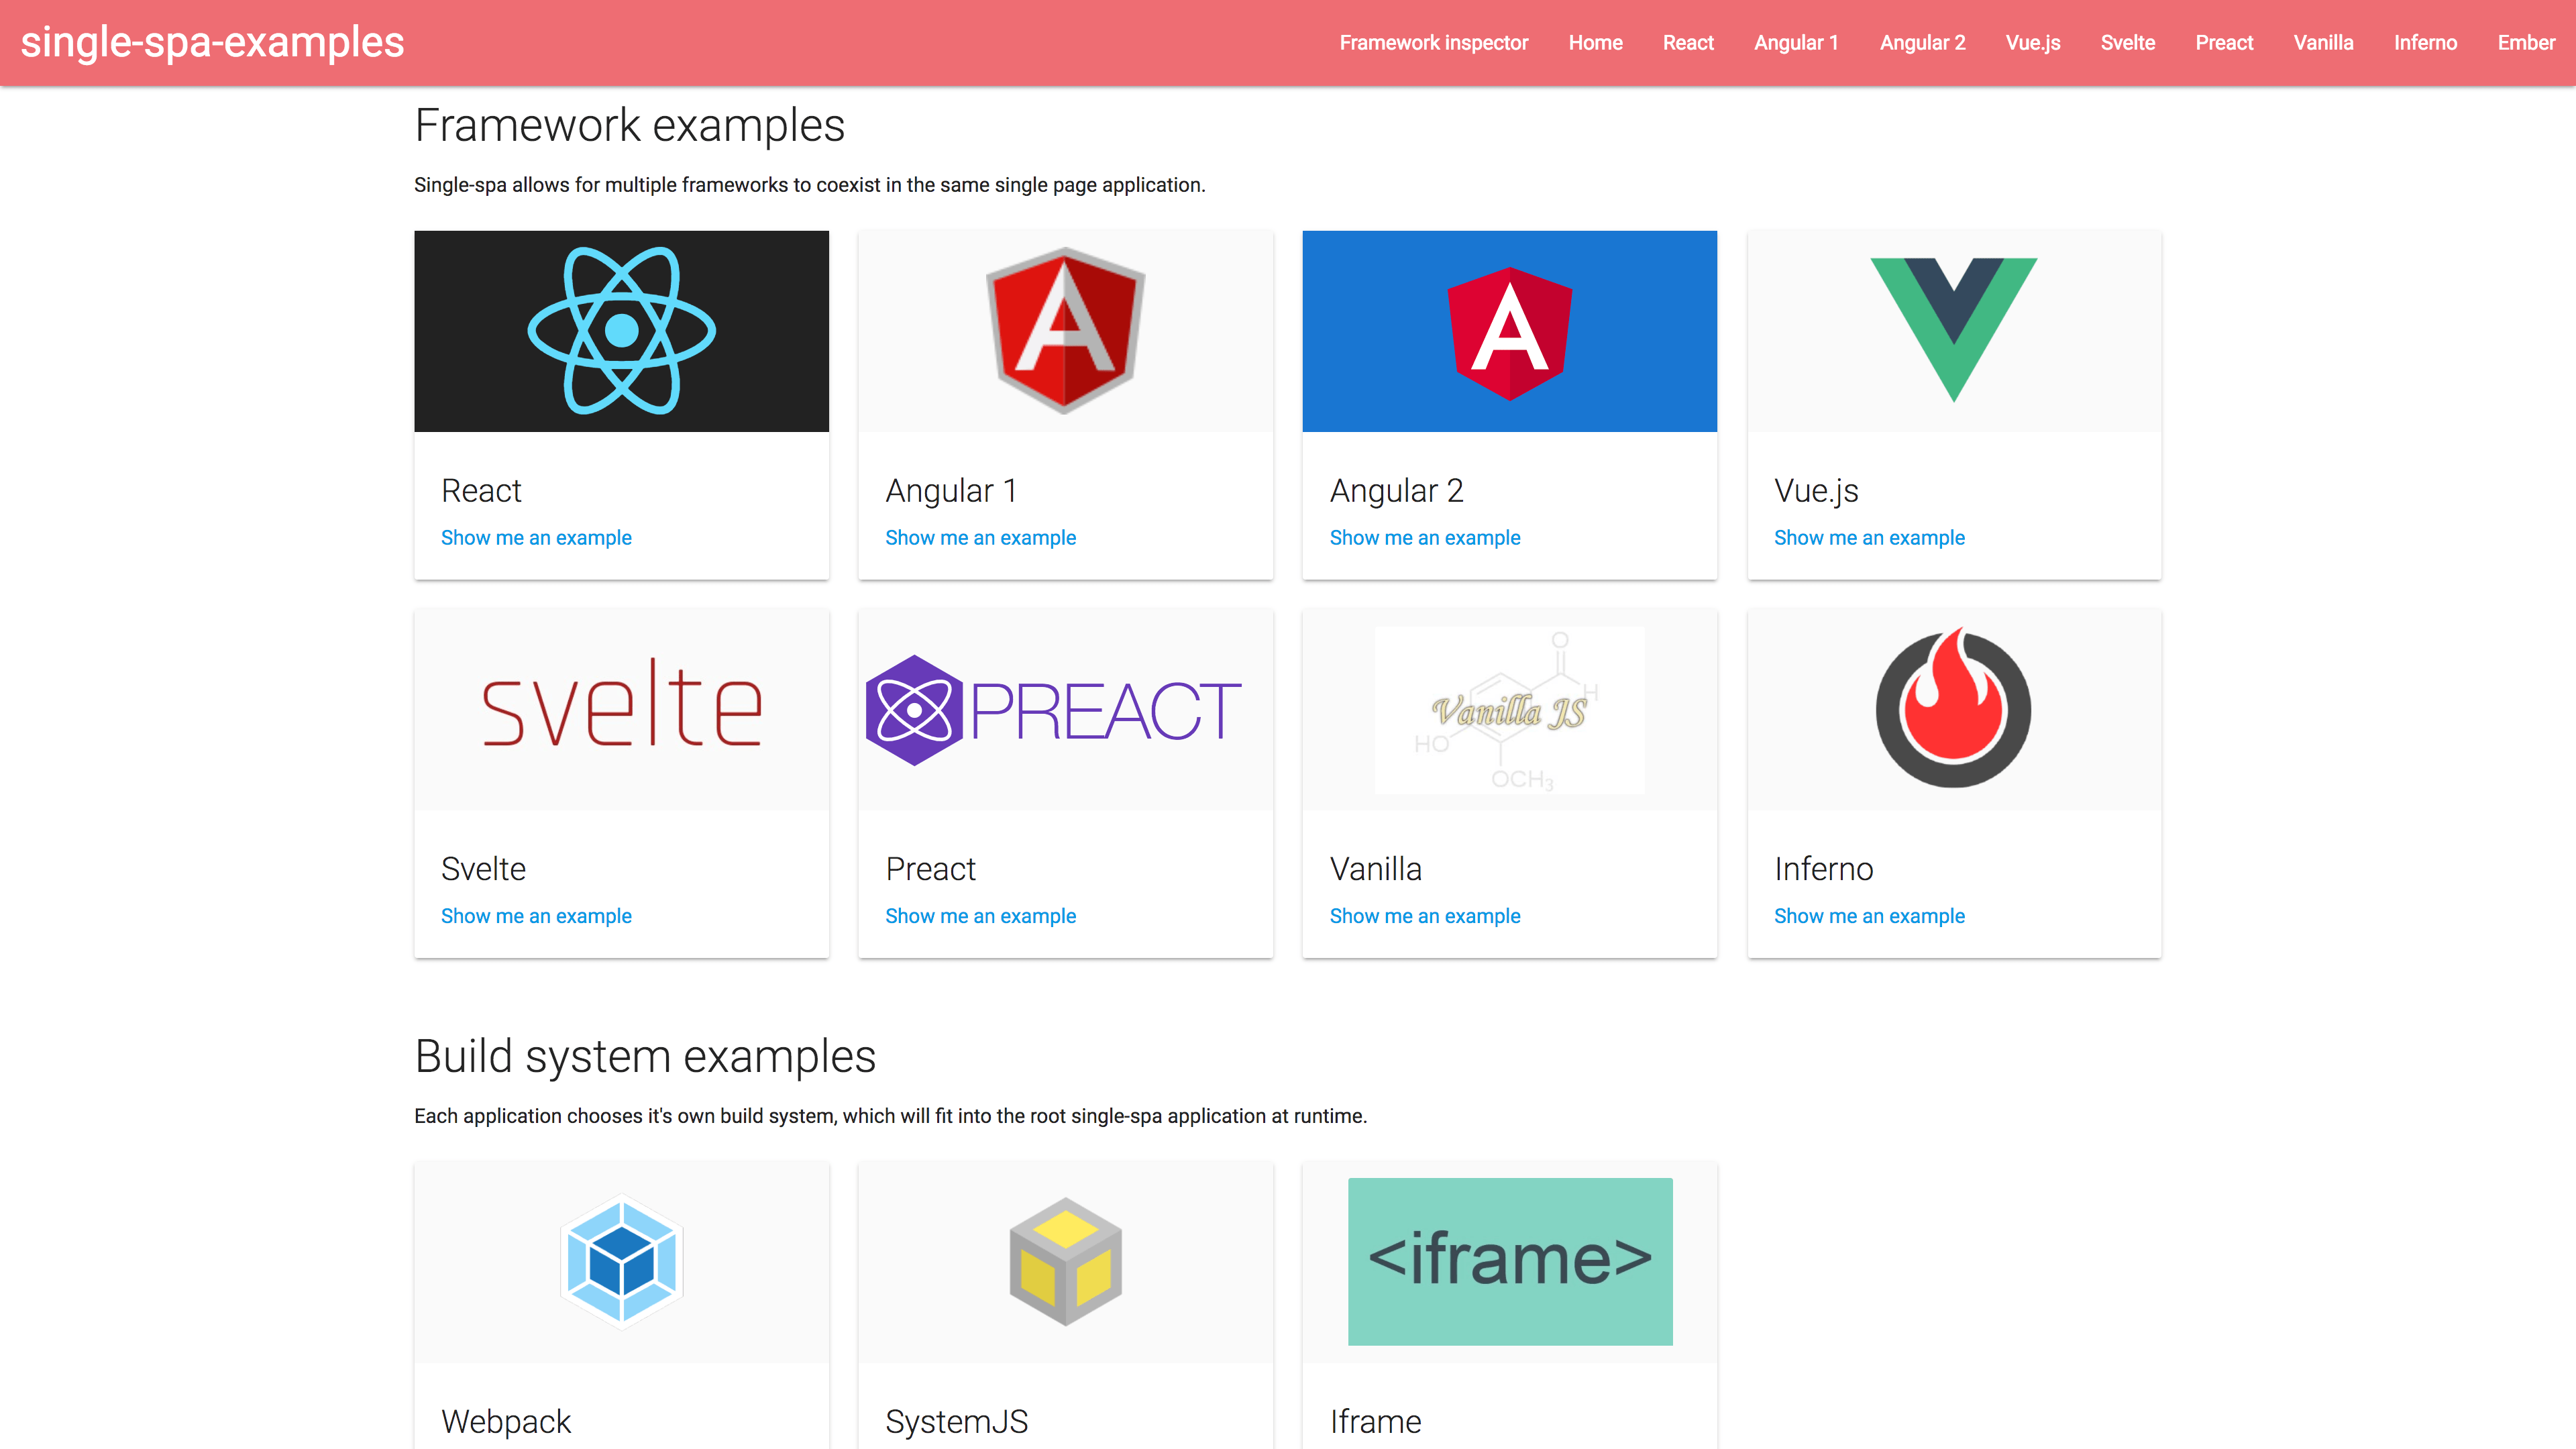 single-spa-examples
Framework inspector Home React Angular 1 Angular 2 Vue.js Svelte Preact Vanilla Inferno Ember
Framework examples
Single-spa allows for multiple frameworks to coexist in the same single page application.
A A
React Angular 1 Angular 2 Vue.js
Show me an example Show me an example Show me an example Show me an example
svelte PREACT Vanilla JS
O
H
HO
OCH3
Svelte Preact Vanilla Inferno
Show me an example Show me an example Show me an example Show me an example
Build system examples
Each application chooses it's own build system, which will fit into the root single-spa application at runtime.
<iframe>
Webpack SystemJS Iframe